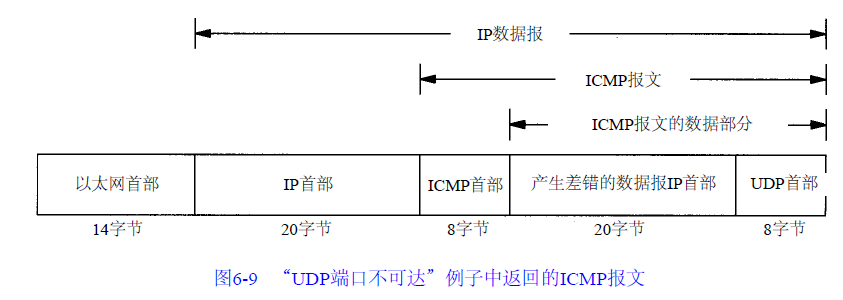 IP数据报
ICMP报文
ICMP报文的数据部分
以太网首部 IP首部 ICMP首部 产生差错的数据报IP首部 UDP首部
14字节 20字节 8字节 20字节 8字节
图6-9 “UDP端口不可达”例子中返回的ICMP报文